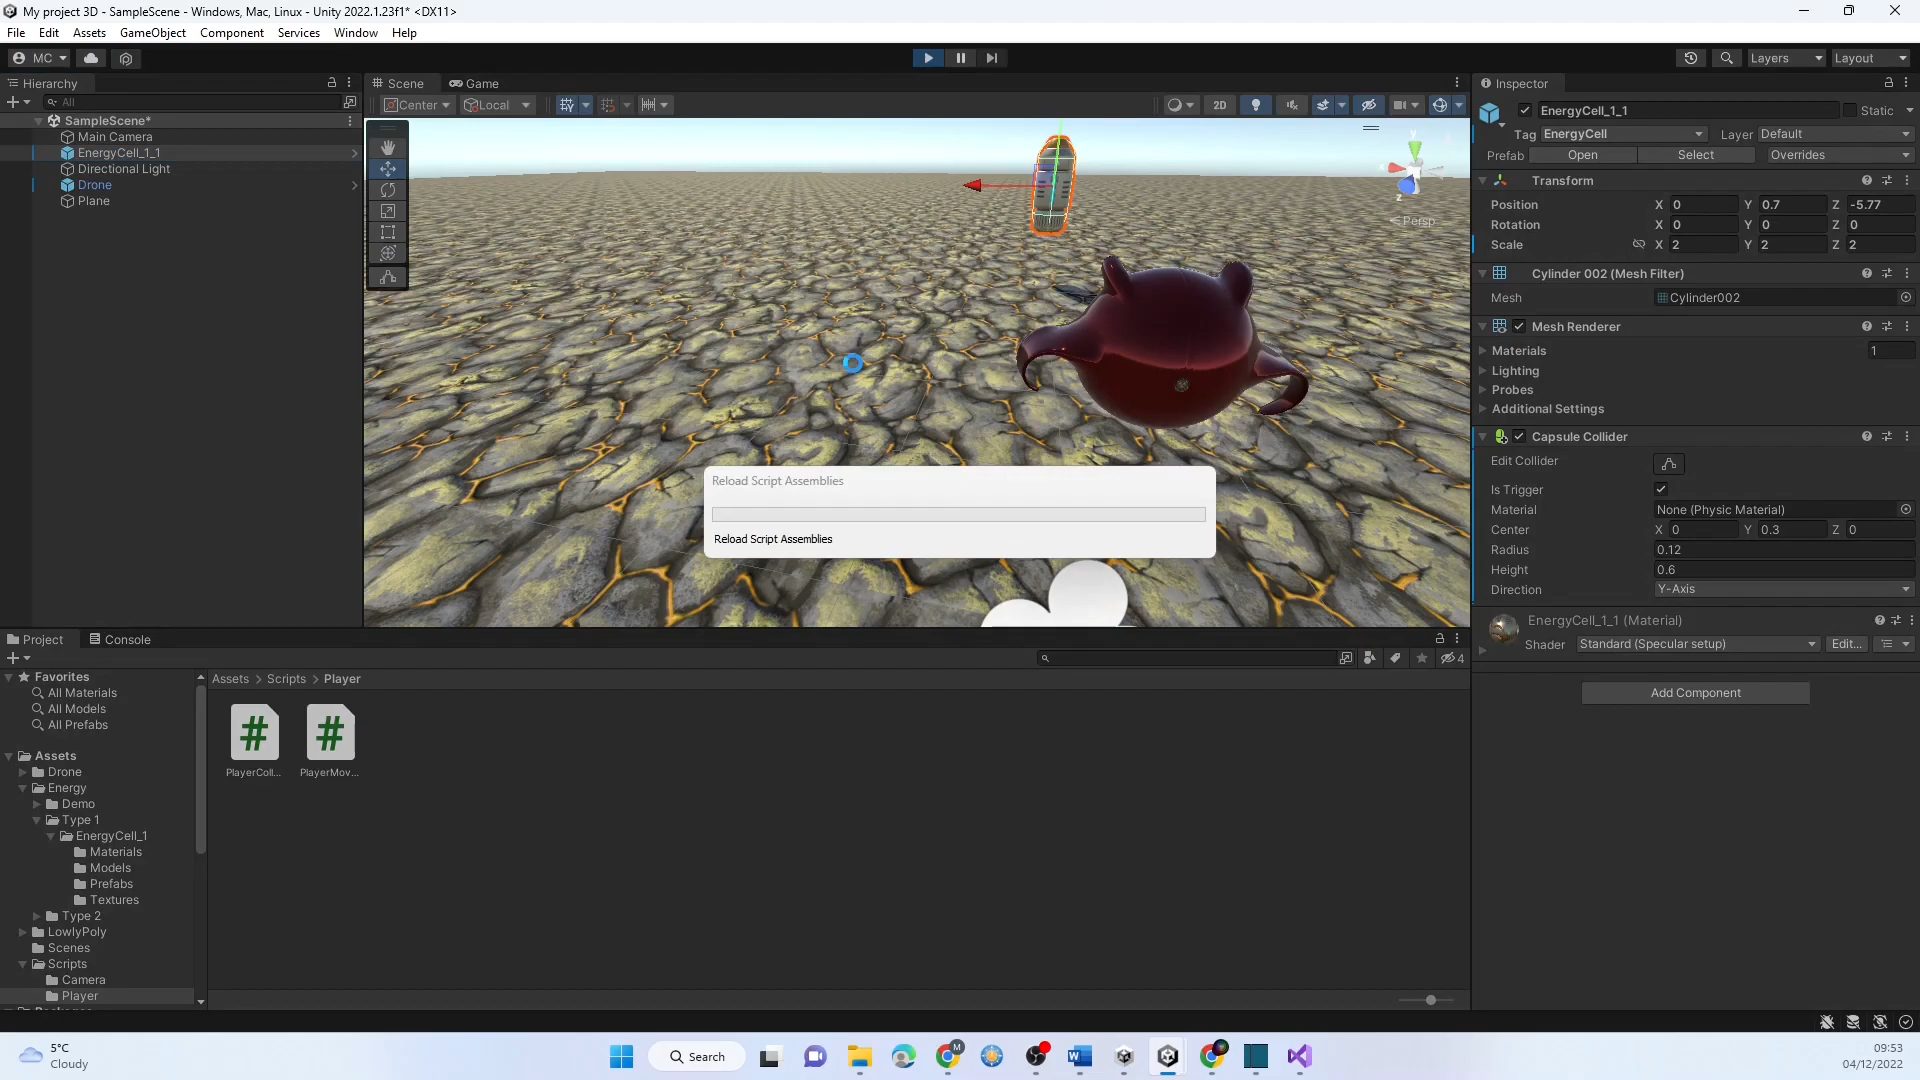 My project 3D - SampleScene - Windows, Mac, Linux - Unity 2022.1.23f1* <DX11>
File Edit Assets GameObject Component Services Window Help
MC
Layers
Layout
Hierarchy
All
SampleScene*
Main Camera
EnergyCell_1_1
Directional Light
Drone
Plane
Scene
Game
Center
Local
2D
y
x
z
Persp
Reload Script Assemblies
Reload Script Assemblies
Inspector
EnergyCell_1_1
Static
Tag EnergyCell
Layer Default
Prefab Open Select Overrides
Transform
Position X 0 Y 0.7 Z -5.77
Rotation X 0 Y 0 Z 0
Scale X 2 Y 2 Z 2
Cylinder 002 (Mesh Filter)
Mesh Cylinder002
Mesh Renderer
Materials 1
Lighting
Probes
Additional Settings
Capsule Collider
Edit Collider
Is Trigger
Material None (Physic Material)
Center X 0 Y 0.3 Z 0
Radius 0.12
Height 0.6
Direction Y-Axis
EnergyCell_1_1 (Material)
Shader Standard (Specular setup) Edit...
Add Component
Project
Console
4
Favorites
All Materials
All Models
All Prefabs
Assets
Drone
Energy
Demo
Type 1
EnergyCell_1
Materials
Models
Prefabs
Textures
Type 2
LowlyPoly
Scenes
Scripts
Camera
Player
Assets > Scripts > Player
PlayerColl...
PlayerMov...
5°C
Cloudy
Search
09:53
04/12/2022